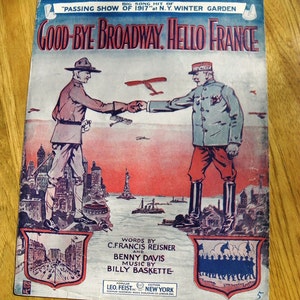 BIG SONG HIT OF
"PASSING SHOW OF 1917" AT N.Y. WINTER GARDEN
GOOD-BYE BROADWAY, HELLO FRANCE
WORDS BY
C. FRANCIS REISNER
AND
BENNY DAVIS
MUSIC BY
BILLY BASKETTE
LEO. FEIST INC. NEW YORK